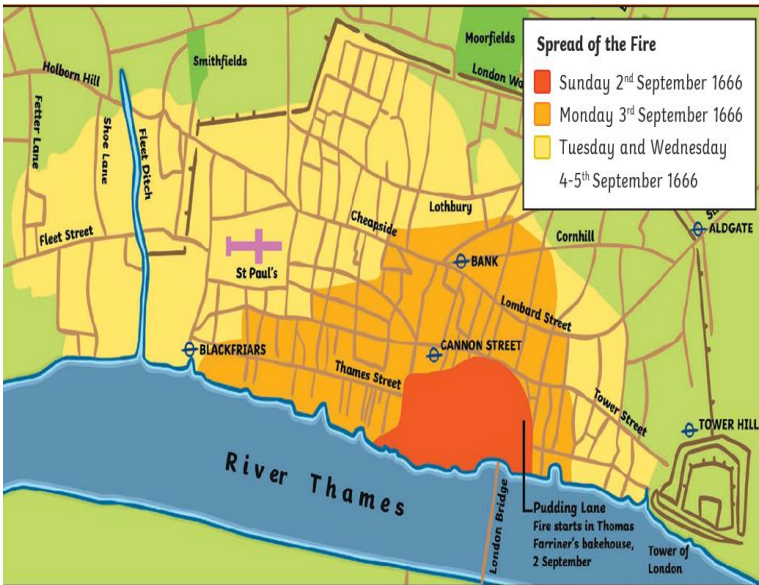 Moorfields
Smithfields
London Wa
Holborn Hill
Fetter Lane
Shoe Lane
Fleet Ditch
Fleet Street
St Paul's
Cheapside
Lothbury
BANK
Cornhill
ALDGATE
Lombard Street
CANNON STREET
BLACKFRIARS
Thames Street
Tower Street
TOWER HILL
River Thames
London Bridge
Pudding Lane
Fire starts in Thomas
Farriner's bakehouse,
2 September
Tower of
London
Spread of the Fire
Sunday 2nd September 1666
Monday 3rd September 1666
Tuesday and Wednesday
4-5th September 1666